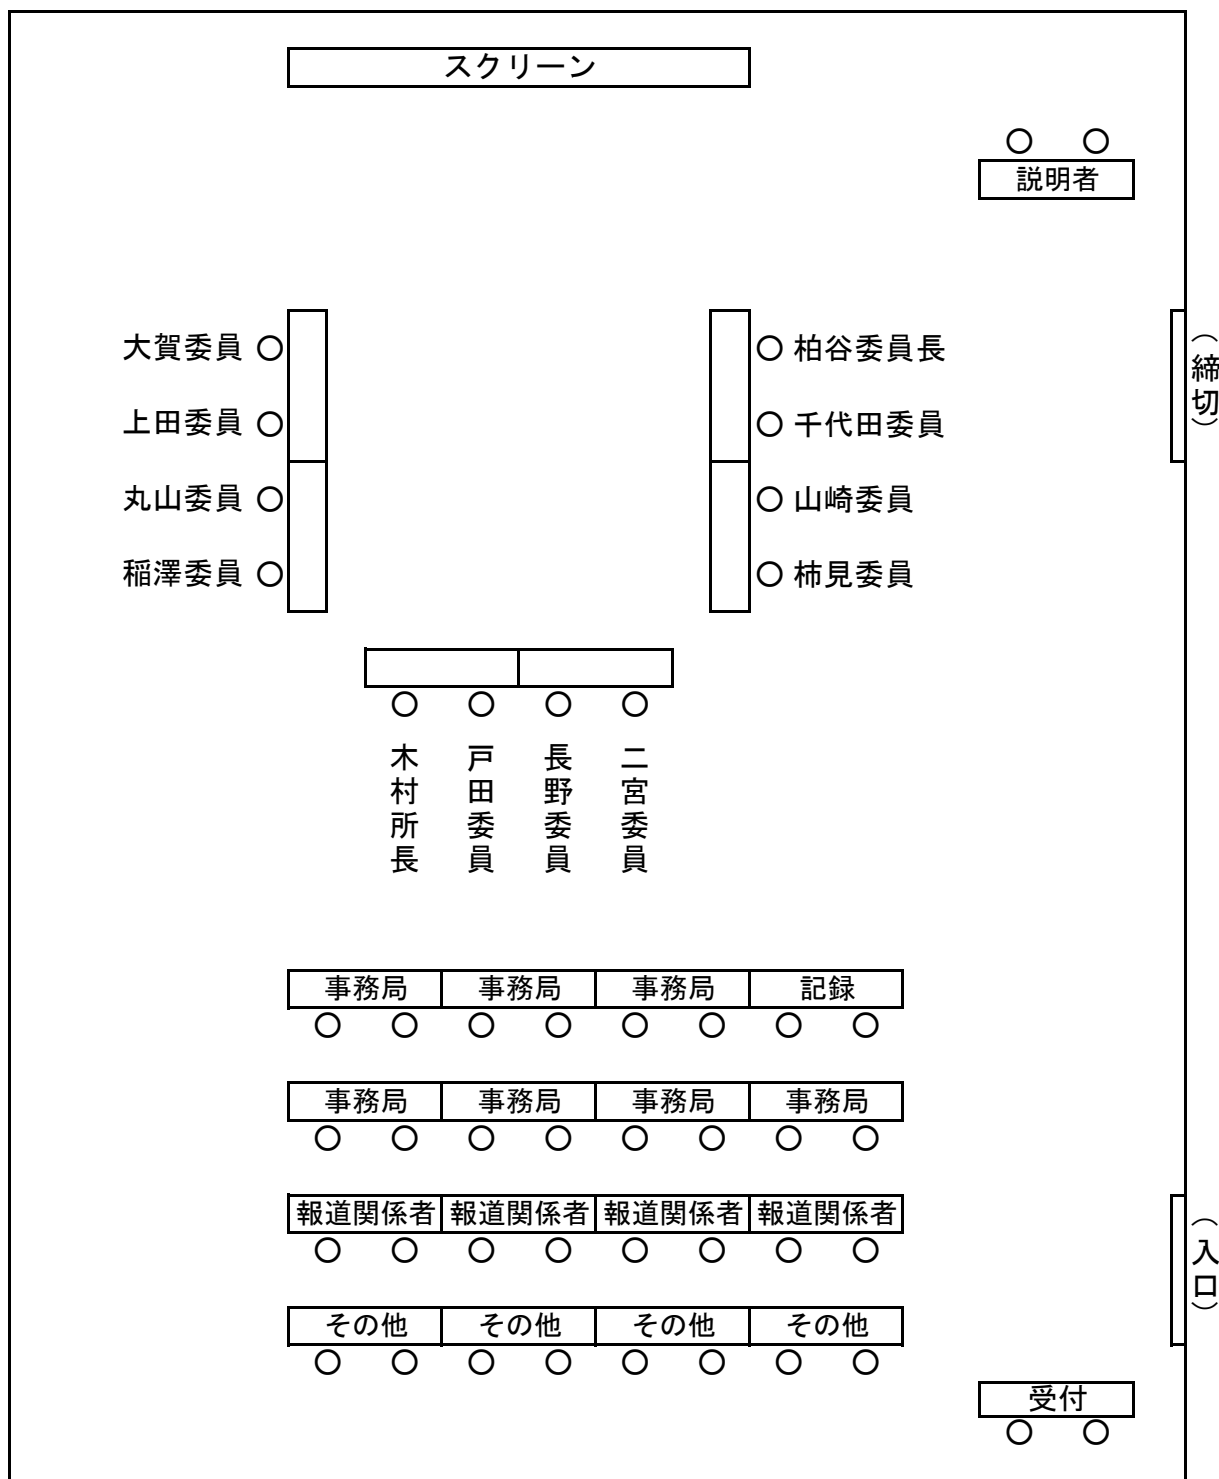 スクリーン
説明者
大賀委員
柏谷委員長
(締切)
上田委員
千代田委員
丸山委員
山崎委員
稲澤委員
柿見委員
木村所長
戸田委員
長野委員
二宮委員
事務局 事務局 事務局 記録
事務局 事務局 事務局 事務局
報道関係者 報道関係者 報道関係者 報道関係者
(入口)
その他 その他 その他 その他
受付